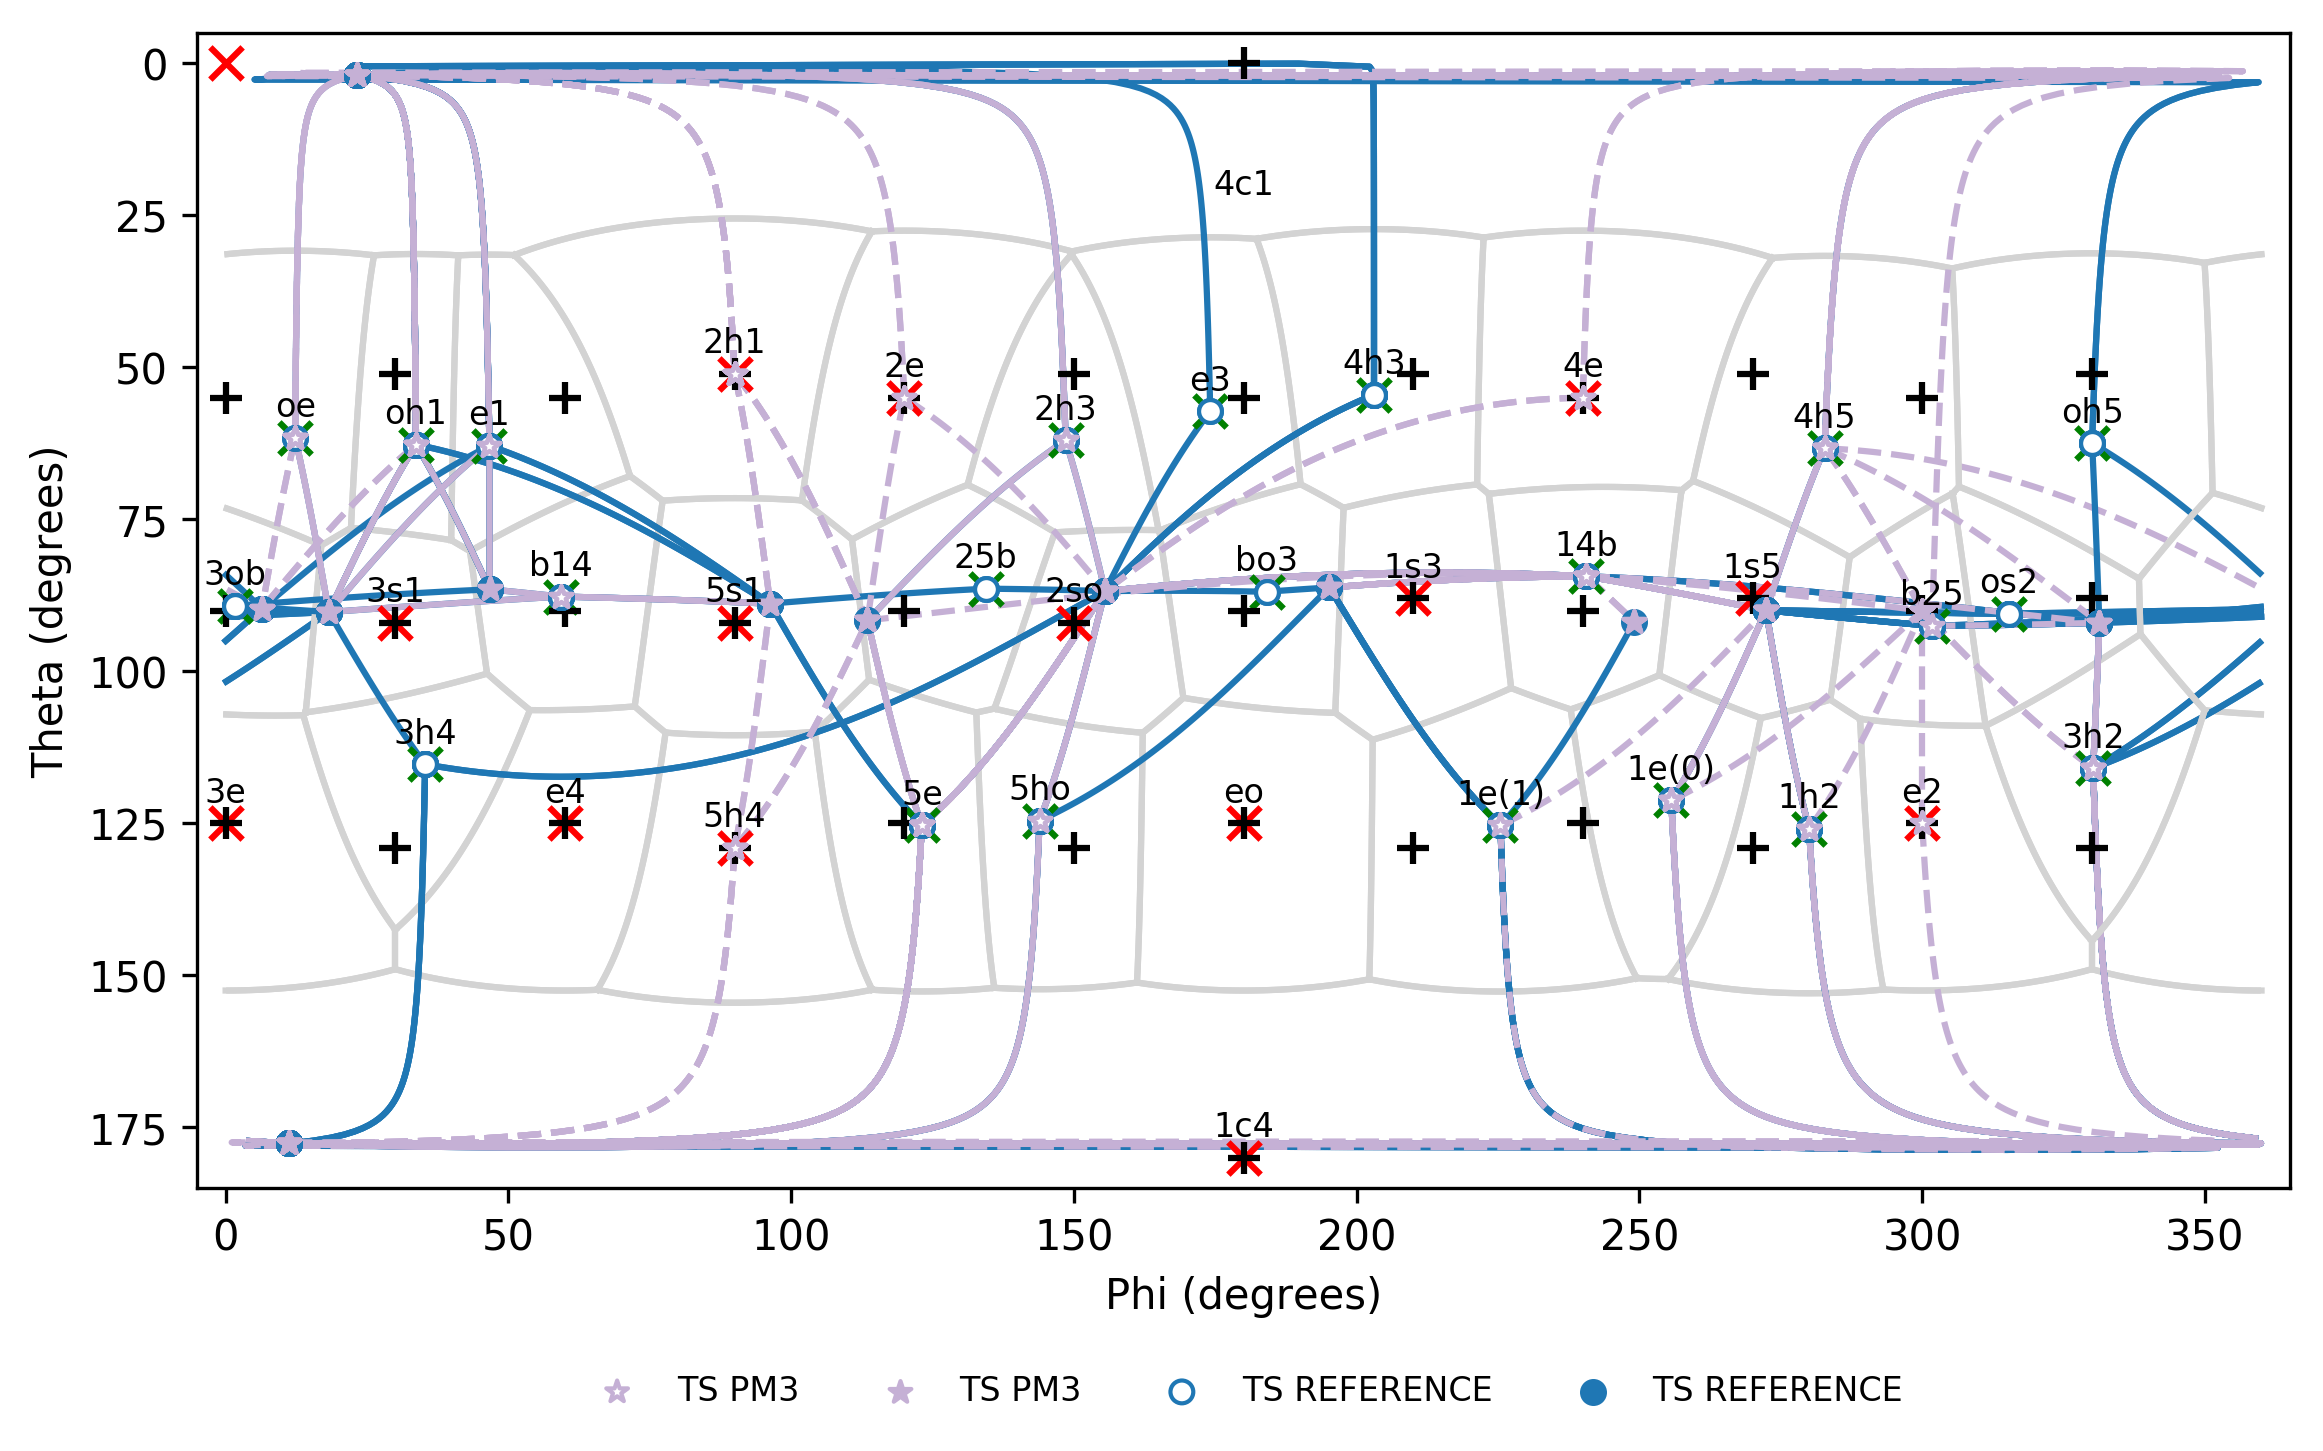 0
25
50
75
100
125
150
175
Theta (degrees)
4c1
2h1
2e
e3
4h3
4e
oe
oh1
e1
2h3
4h5
oh5
3ob
3s1
b14
5s1
25b
2so
bo3
1s3
14b
1s5
b25
os2
3h4
3h2
3e
e4
5h4
5e
5ho
eo
1e(1)
1e(0)
1h2
e2
1c4
0 50 100 150 200 250 300 350
Phi (degrees)
TS PM3 TS PM3 TS REFERENCE TS REFERENCE